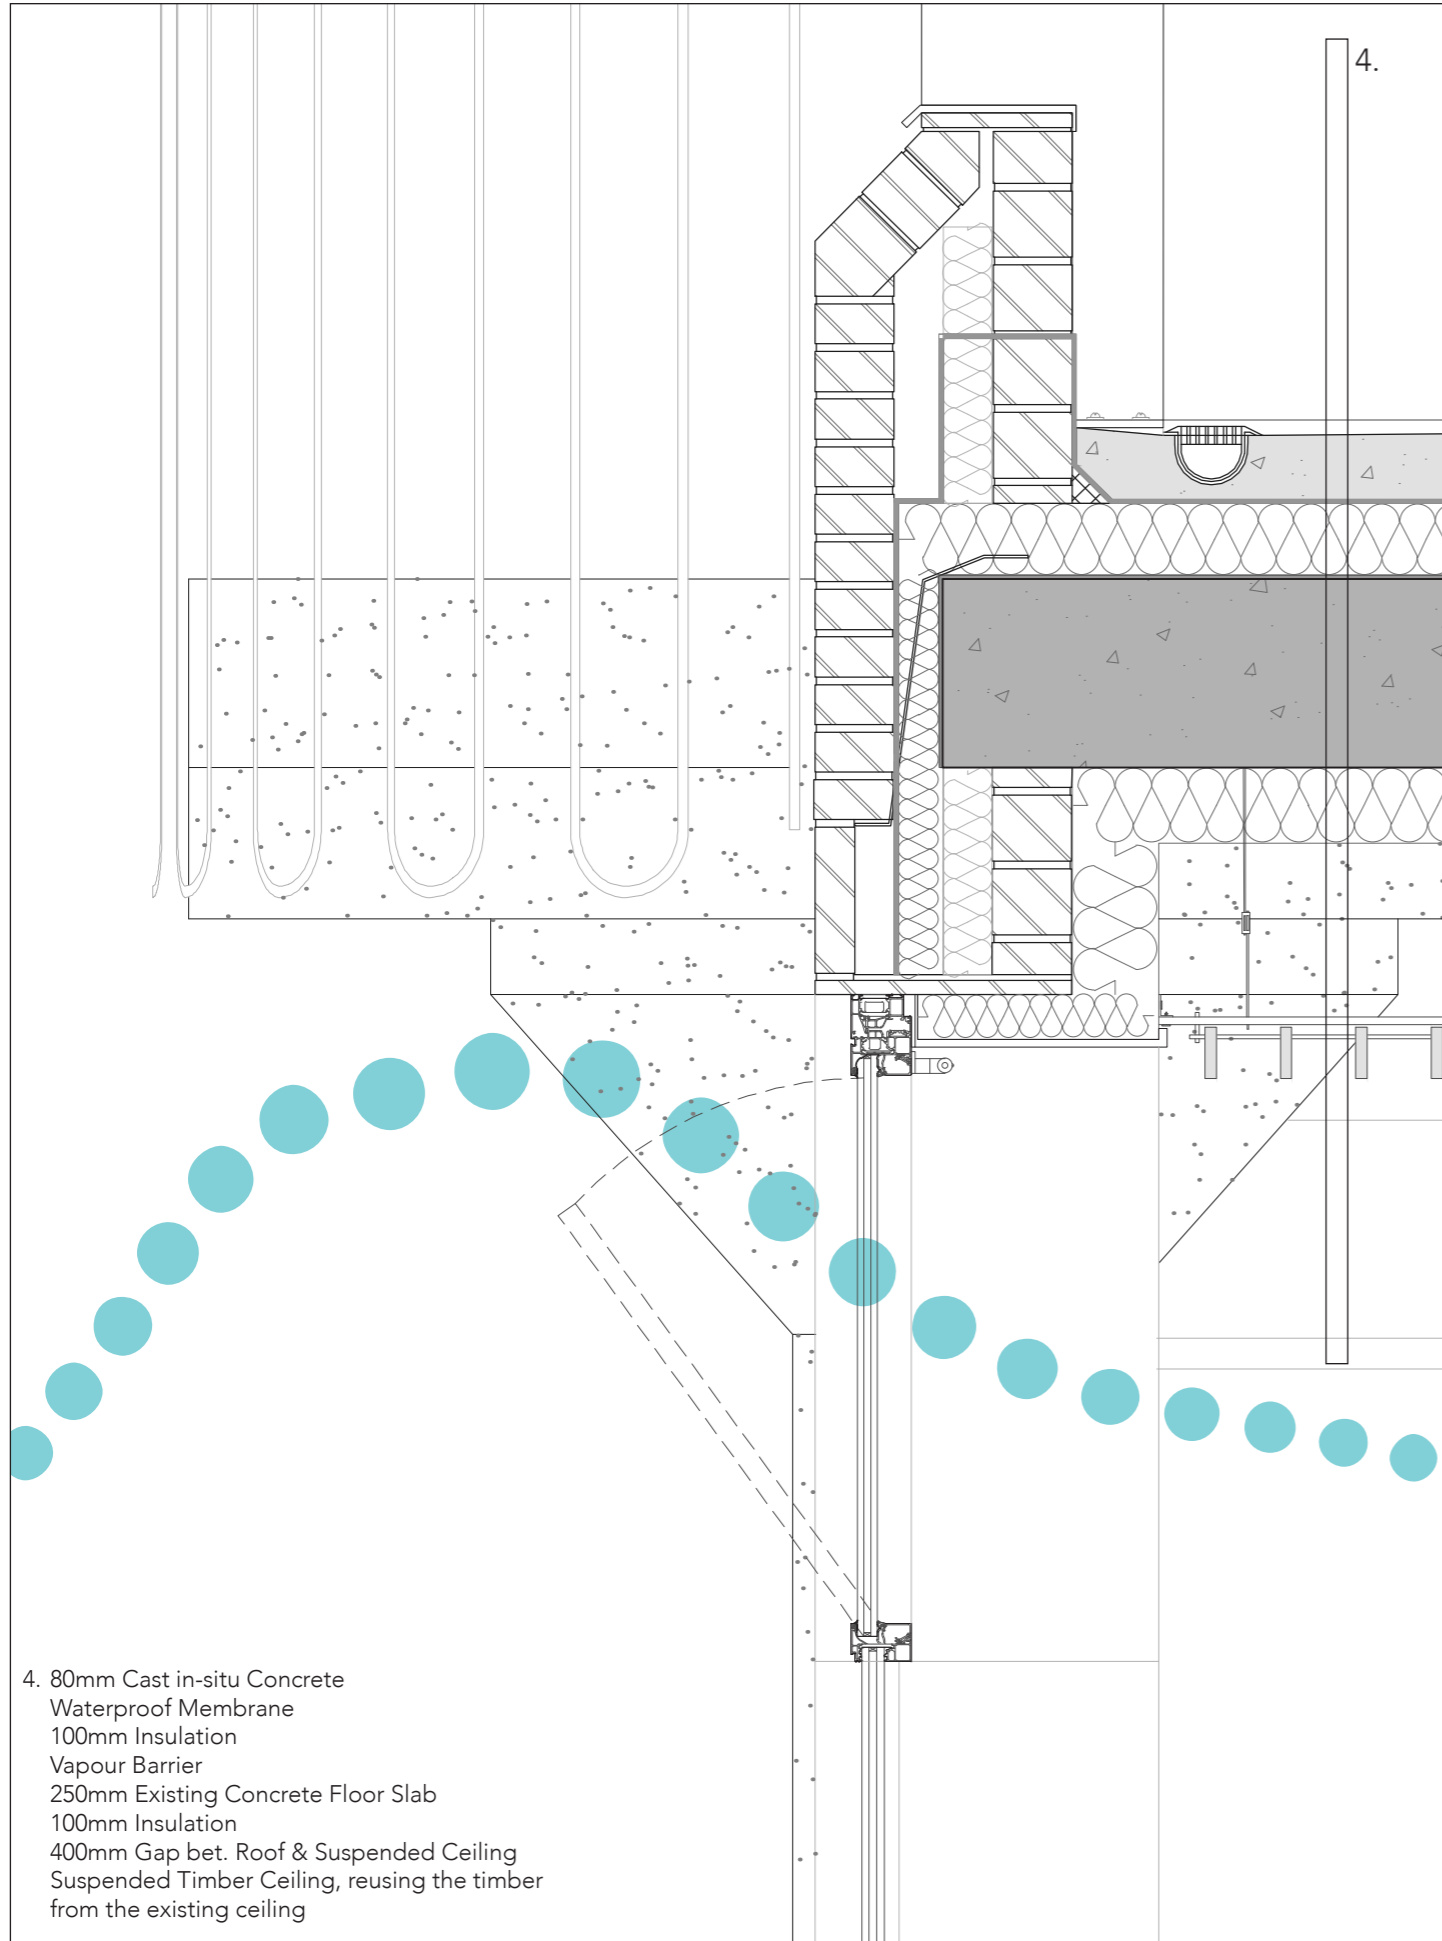 4.
4. 80mm Cast in-situ Concrete
Waterproof Membrane
100mm Insulation
Vapour Barrier
250mm Existing Concrete Floor Slab
100mm Insulation
400mm Gap bet. Roof & Suspended Ceiling
Suspended Timber Ceiling, reusing the timber
from the existing ceiling